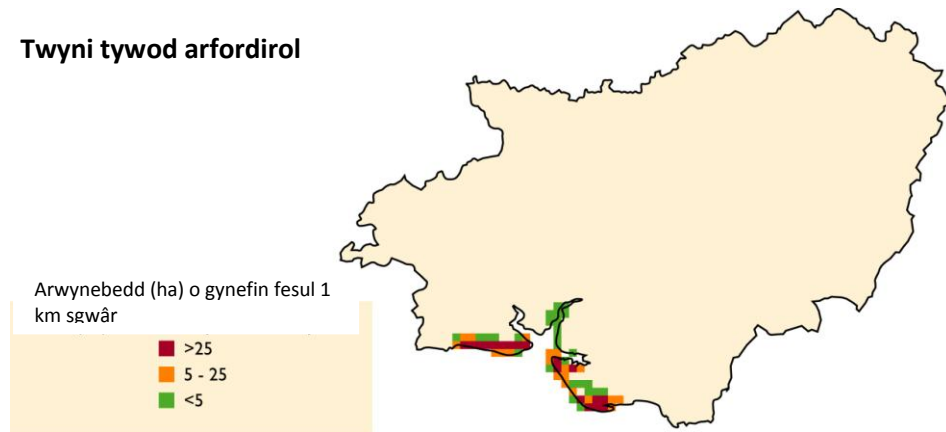 Twyni tywod arfordirol
Arwynebedd (ha) o gynefin fesul 1
km sgwâr
>25
5 - 25
<5